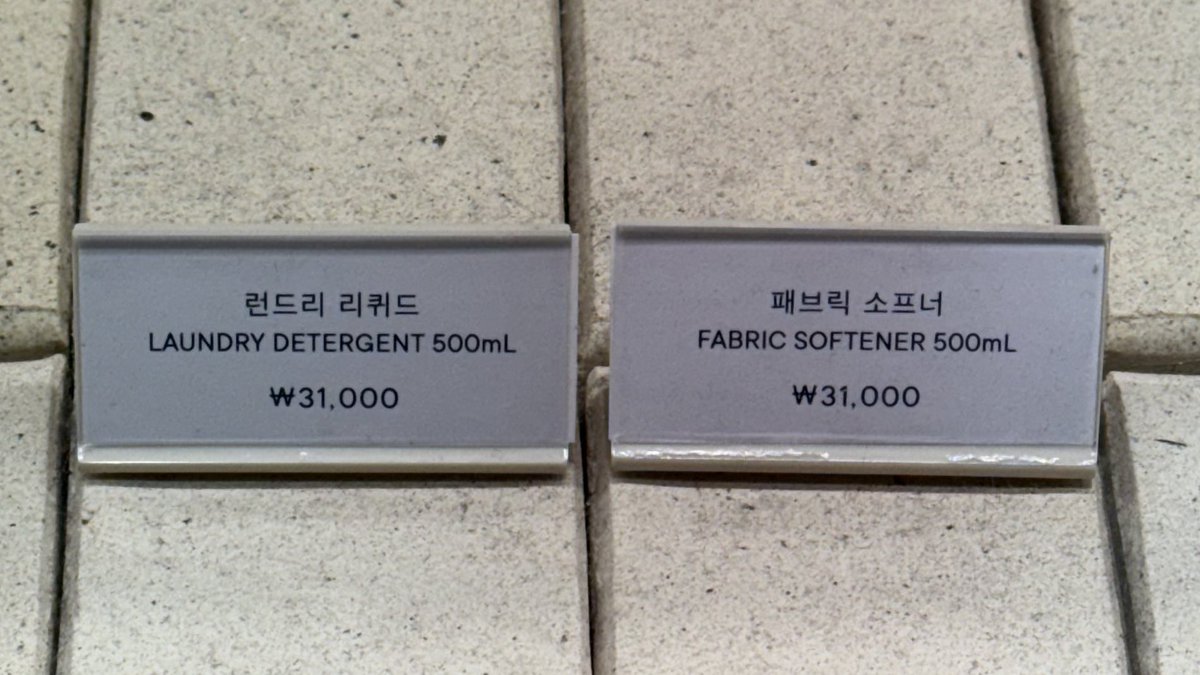 런드리 리퀴드
LAUNDRY DETERGENT 500mL
₩31,000
패브릭 소프너
FABRIC SOFTENER 500mL
₩31,000